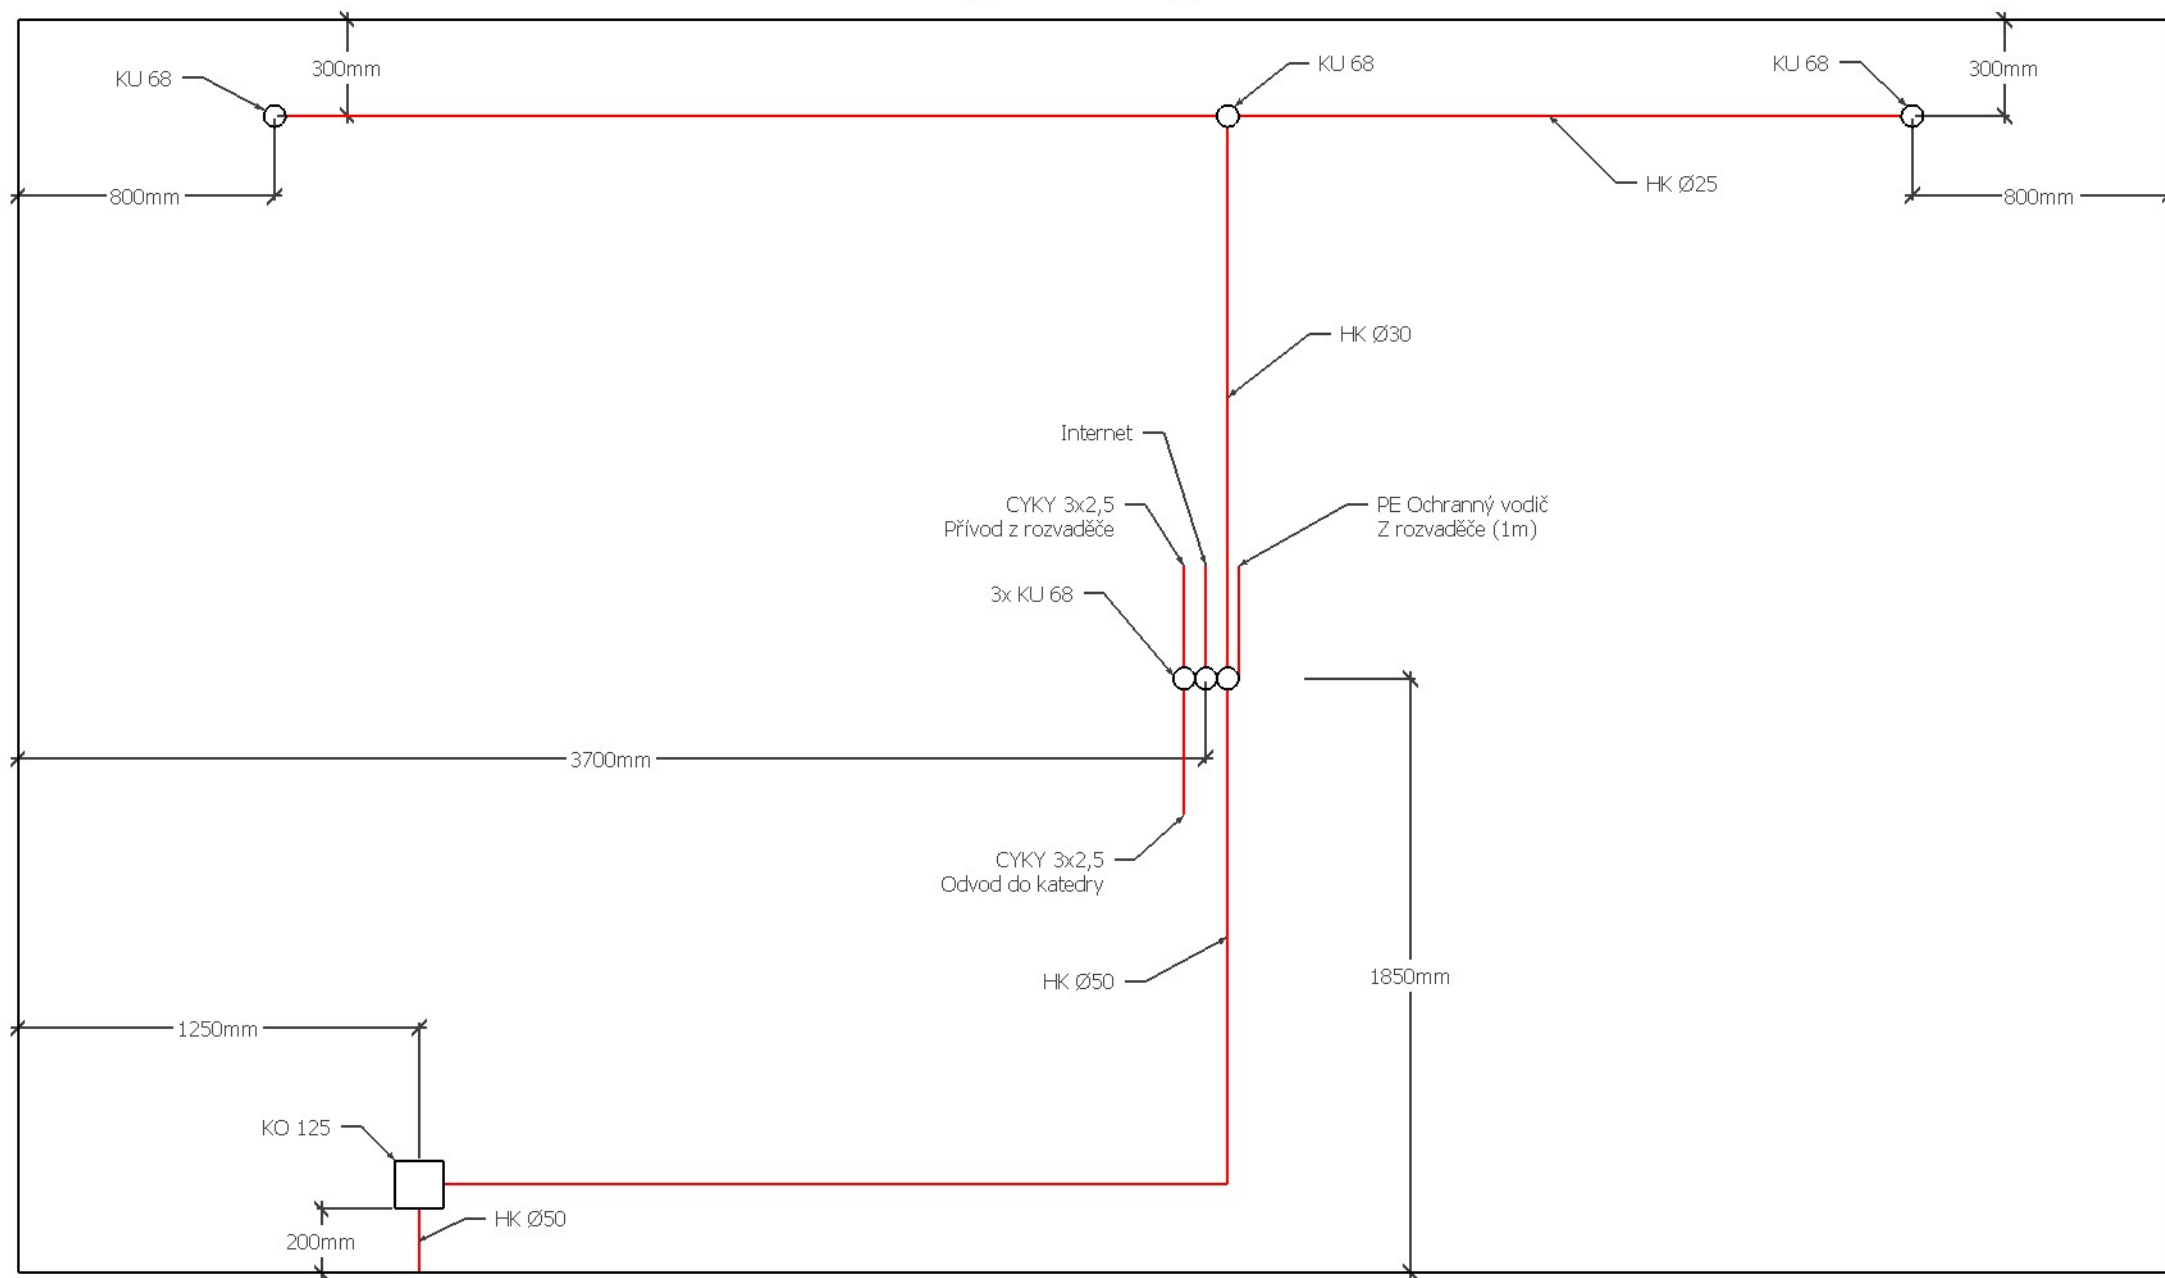 KU 68
300mm
KU 68
KU 68
300mm
800mm
HK Ø25
800mm
HK Ø30
Internet
CYKY 3x2,5
Přívod z rozvaděče
PE Ochranný vodič
Z rozvaděče (1m)
3x KU 68
3700mm
CYKY 3x2,5
Odvod do katedry
HK Ø50
1850mm
1250mm
KO 125
HK Ø50
200mm